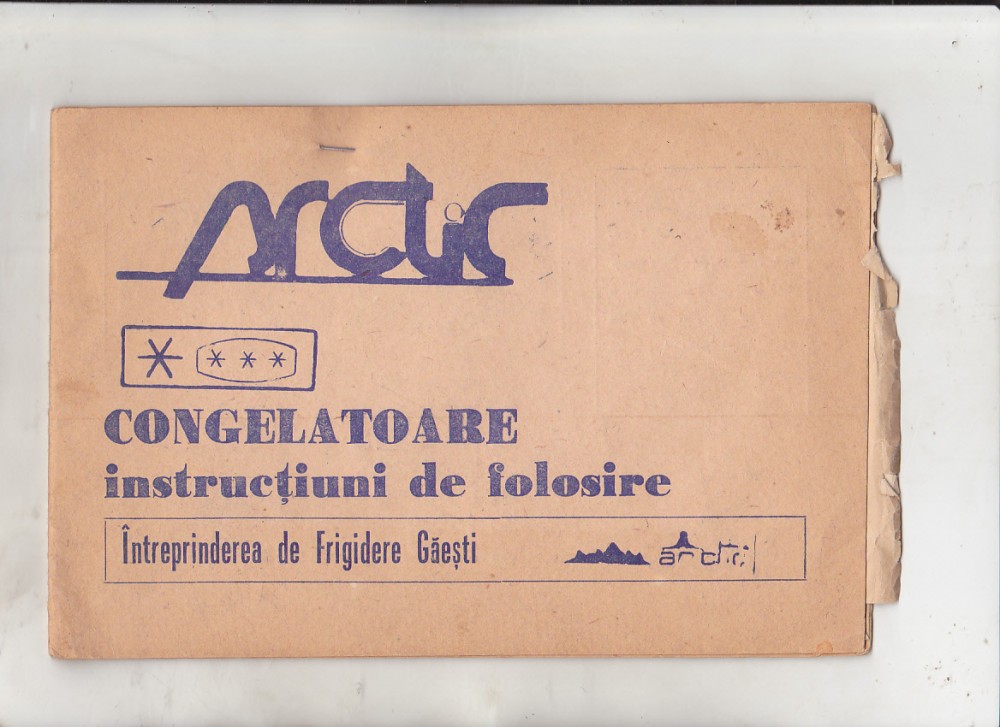 Arctic
* ***
CONGELATOARE
instrucțiuni de folosire
Întreprinderea de Frigidere Găești
arctic